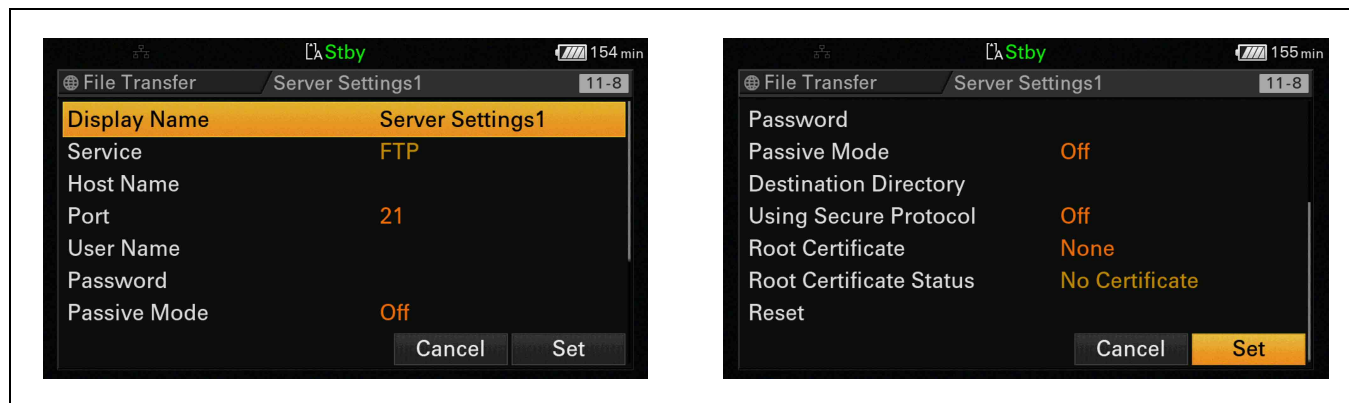 A Stby 154 min
File Transfer Server Settings1 11-8
Display Name Server Settings1
Service FTP
Host Name
Port 21
User Name
Password
Passive Mode Off
Cancel Set
A Stby 155 min
File Transfer Server Settings1 11-8
Password
Passive Mode Off
Destination Directory
Using Secure Protocol Off
Root Certificate None
Root Certificate Status No Certificate
Reset
Cancel Set